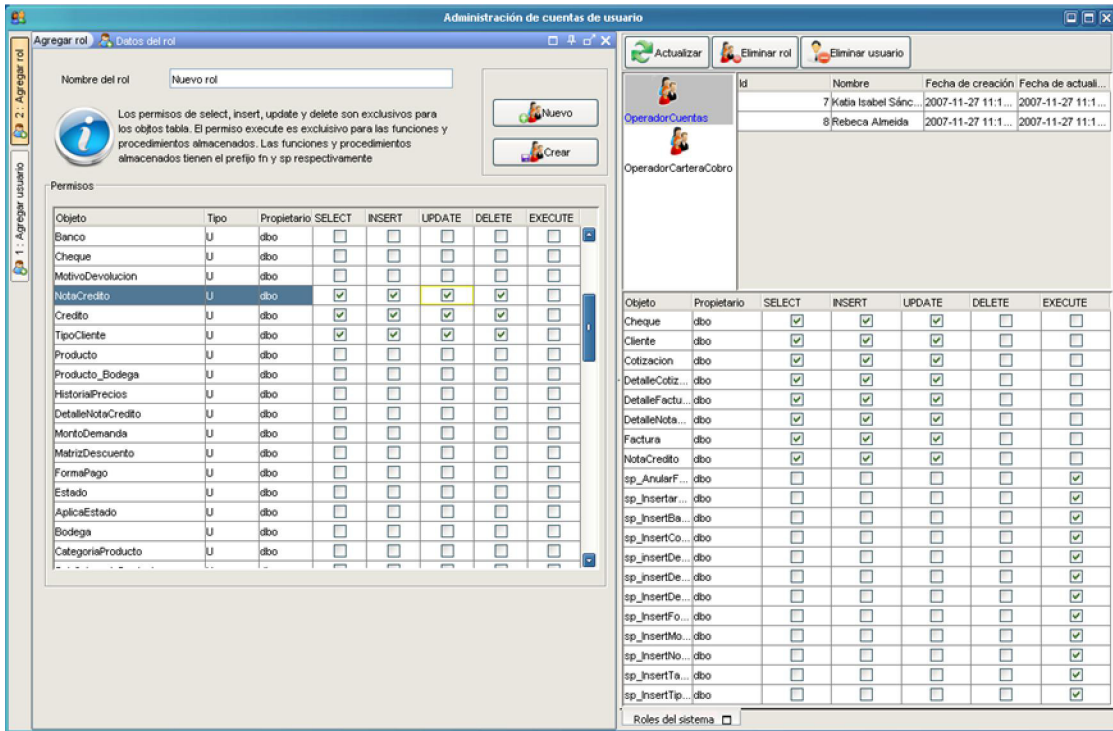 Administración de cuentas de usuario
Agregar rol Datos del rol
2 : Agregar rol
1 : Agregar usuario
Nombre del rol Nuevo rol
Los permisos de select, insert, update y delete son exclusivos para
los objtos tabla. El permiso execute es exclusivo para las funciones y
procedimientos almacenados. Las funciones y procedimientos
almacenados tienen el prefijo fn y sp respectivamente
Nuevo
Crear
Permisos
Objeto Tipo Propietario SELECT INSERT UPDATE DELETE EXECUTE
Banco U dbo
Cheque U dbo
MotivoDevolucion U dbo
NotaCredito U dbo
Credito U dbo
TipoCliente U dbo
Producto U dbo
Producto_Bodega U dbo
HistorialPrecios U dbo
DetalleNotaCredito U dbo
MontoDemanda U dbo
MatrizDescuento U dbo
FormaPago U dbo
Estado U dbo
AplicaEstado U dbo
Bodega U dbo
CategoriaProducto U dbo
Actualizar Eliminar rol Eliminar usuario
OperadorCuentas
OperadorCarteraCobro
Id Nombre Fecha de creación Fecha de actuali...
7 Katia Isabel Sánc... 2007-11-27 11:1... 2007-11-27 11:1...
8 Rebeca Almeida 2007-11-27 11:1... 2007-11-27 11:1...
Objeto Propietario SELECT INSERT UPDATE DELETE EXECUTE
Cheque dbo
Cliente dbo
Cotizacion dbo
DetalleCotiz... dbo
DetalleFactu... dbo
DetalleNota... dbo
Factura dbo
NotaCredito dbo
sp_AnularF... dbo
sp_Insertar... dbo
sp_InsertBa... dbo
sp_InsertCo... dbo
sp_insertDe... dbo
sp_insertDe... dbo
sp_InsertDe... dbo
sp_InsertFo... dbo
sp_InsertMo... dbo
sp_InsertNo... dbo
sp_InsertTa... dbo
sp_InsertTip... dbo
Roles del sistema